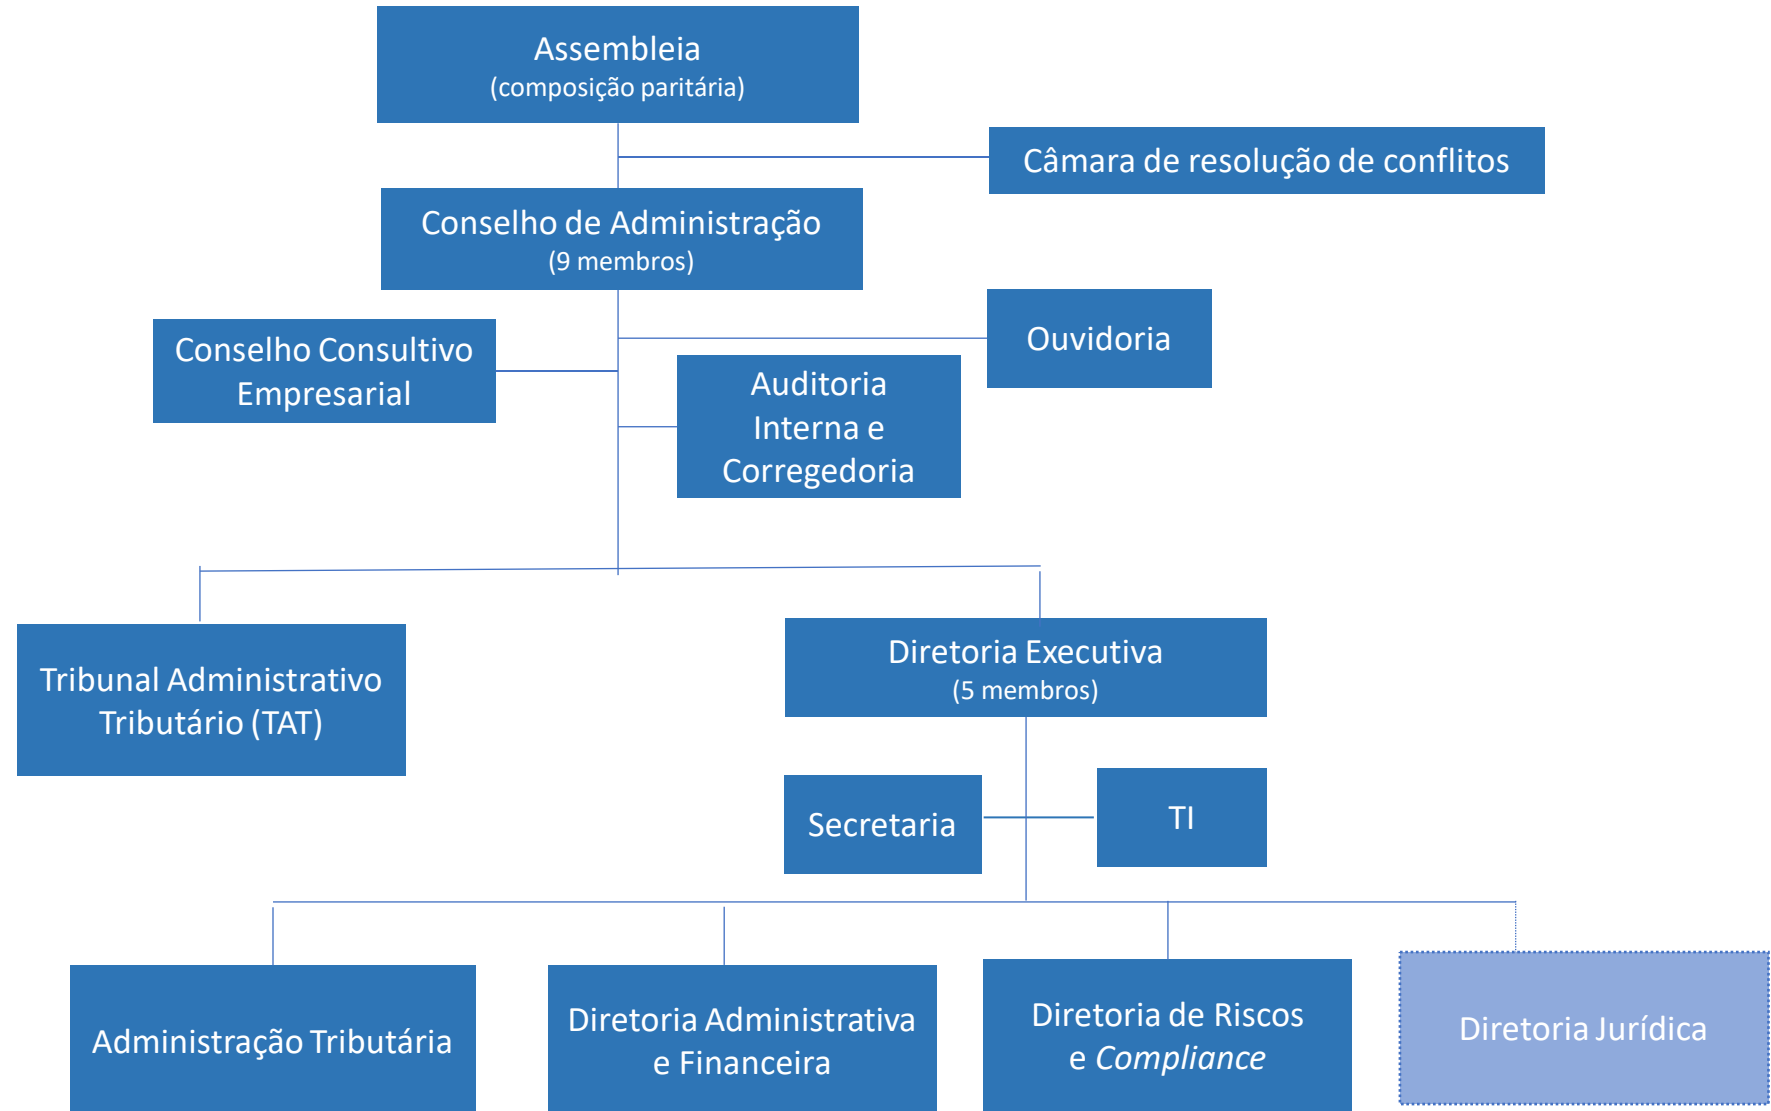 Assembleia
(composição paritária)
Câmara de resolução de conflitos
Conselho de Administração
(9 membros)
Ouvidoria
Conselho Consultivo
Empresarial
Auditoria
Interna e
Corregedoria
Tribunal Administrativo
Tributário (TAT)
Diretoria Executiva
(5 membros)
Secretaria
TI
Administração Tributária
Diretoria Administrativa
e Financeira
Diretoria de Riscos
e Compliance
Diretoria Jurídica